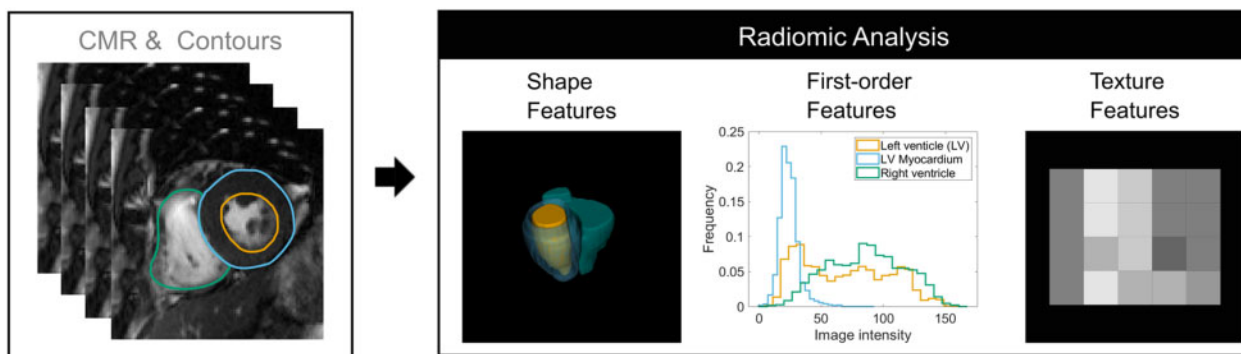 CMR & Contours
Radiomic Analysis
Shape
Features
First-order
Features
Texture
Features
0.25
0.2
0.15
0.1
0.05
0
Frequency
Left venticle (LV)
LV Myocardium
Right ventricle
0
50
100
150
Image intensity